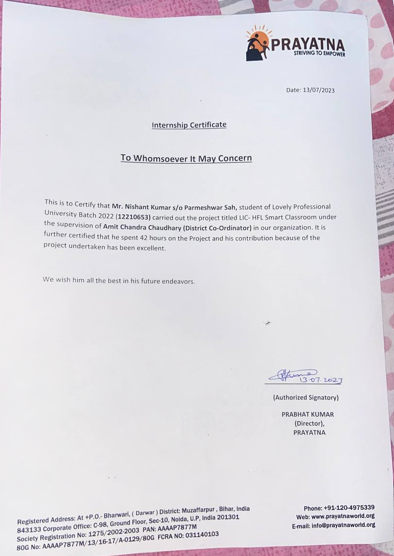 PRAYATNA
STRIVING TO EMPOWER
Date: 13/07/2023
Internship Certificate
To Whomsoever It May Concern
This is to Certify that Mr. Nishant Kumar s/o Parmeshwar Sah, student of Lovely Professional
University Batch 2022 (12210653) carried out the project titled LIC- HFL Smart Classroom under
the supervision of Amit Chandra Chaudhary (District Co-Ordinator) in our organization. It is
further certified that he spent 42 hours on the Project and his contribution because of the
project undertaken has been excellent.
We wish him all the best in his future endeavors.
13-07 2023
(Authorized Signatory)
PRABHAT KUMAR
(Director),
PRAYATNA
Registered Address: At +P.O.- Bharwari, ( Darwar ) District: Muzaffarpur , Bihar, India
843133 Corporate Office: C-98, Ground Floor, Sec-10, Noida, U.P, India 201301
Society Registration No: 1275/2002-2003 PAN: AAAAP7877M
80G No: AAAAP7877M/13/16-17/A-0129/80G FCRA NO: 031140103
Phone: +91-120-4975339
Web: www.prayatnaworld.org
E-mail: info@prayatnaworld.org